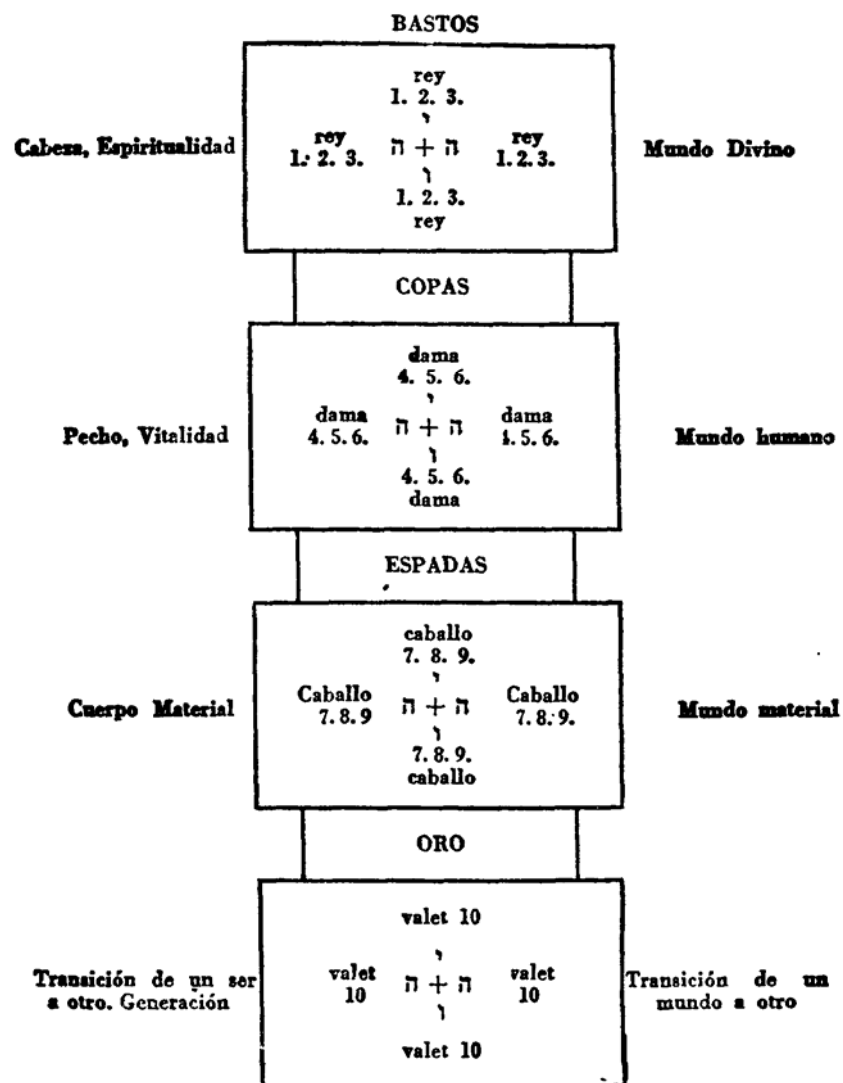 BASTOS
rey
1. 2. 3.
י
Cabeza, Espiritualidad
rey
1. 2. 3.
ה + ה
rey
1.2.3.
Mundo Divino
ו
1. 2. 3.
rey
COPAS
dama
4. 5. 6.
י
Pecho, Vitalidad
dama
4. 5. 6.
ה + ה
dama
4.5.6.
Mundo humano
ו
4. 5. 6.
dama
ESPADAS
caballo
7. 8. 9.
י
Cuerpo Material
Caballo
7. 8. 9
ה + ה
Caballo
7. 8. 9.
Mundo material
ו
7. 8. 9.
caballo
ORO
valet 10
י
Transición de un ser
a otro. Generación
valet
10
ה + ה
valet
10
Transición de un
mundo a otro
ו
valet 10